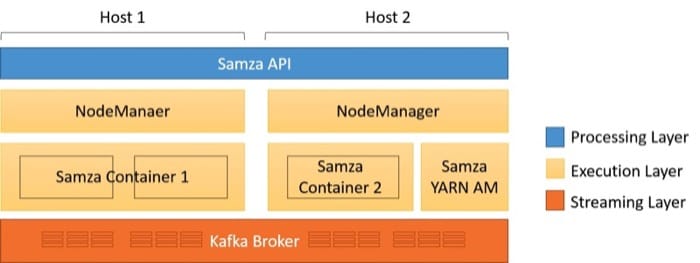 Host 1
Host 2
Samza API
NodeManaer
NodeManager
Samza Container 1
Samza
Container 2
Samza
YARN AM
Kafka Broker
Processing Layer
Execution Layer
Streaming Layer